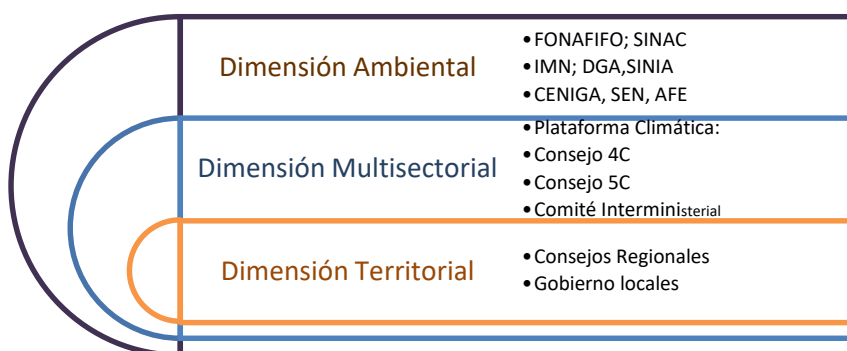 Dimensión Ambiental
•FONAFIFO; SINAC
•IMN; DGA,SINIA
•CENIGA, SEN, AFE
Dimensión Multisectorial
•Plataforma Climática:
•Consejo 4C
•Consejo 5C
•Comité Interministerial
Dimensión Territorial
•Consejos Regionales
•Gobierno locales